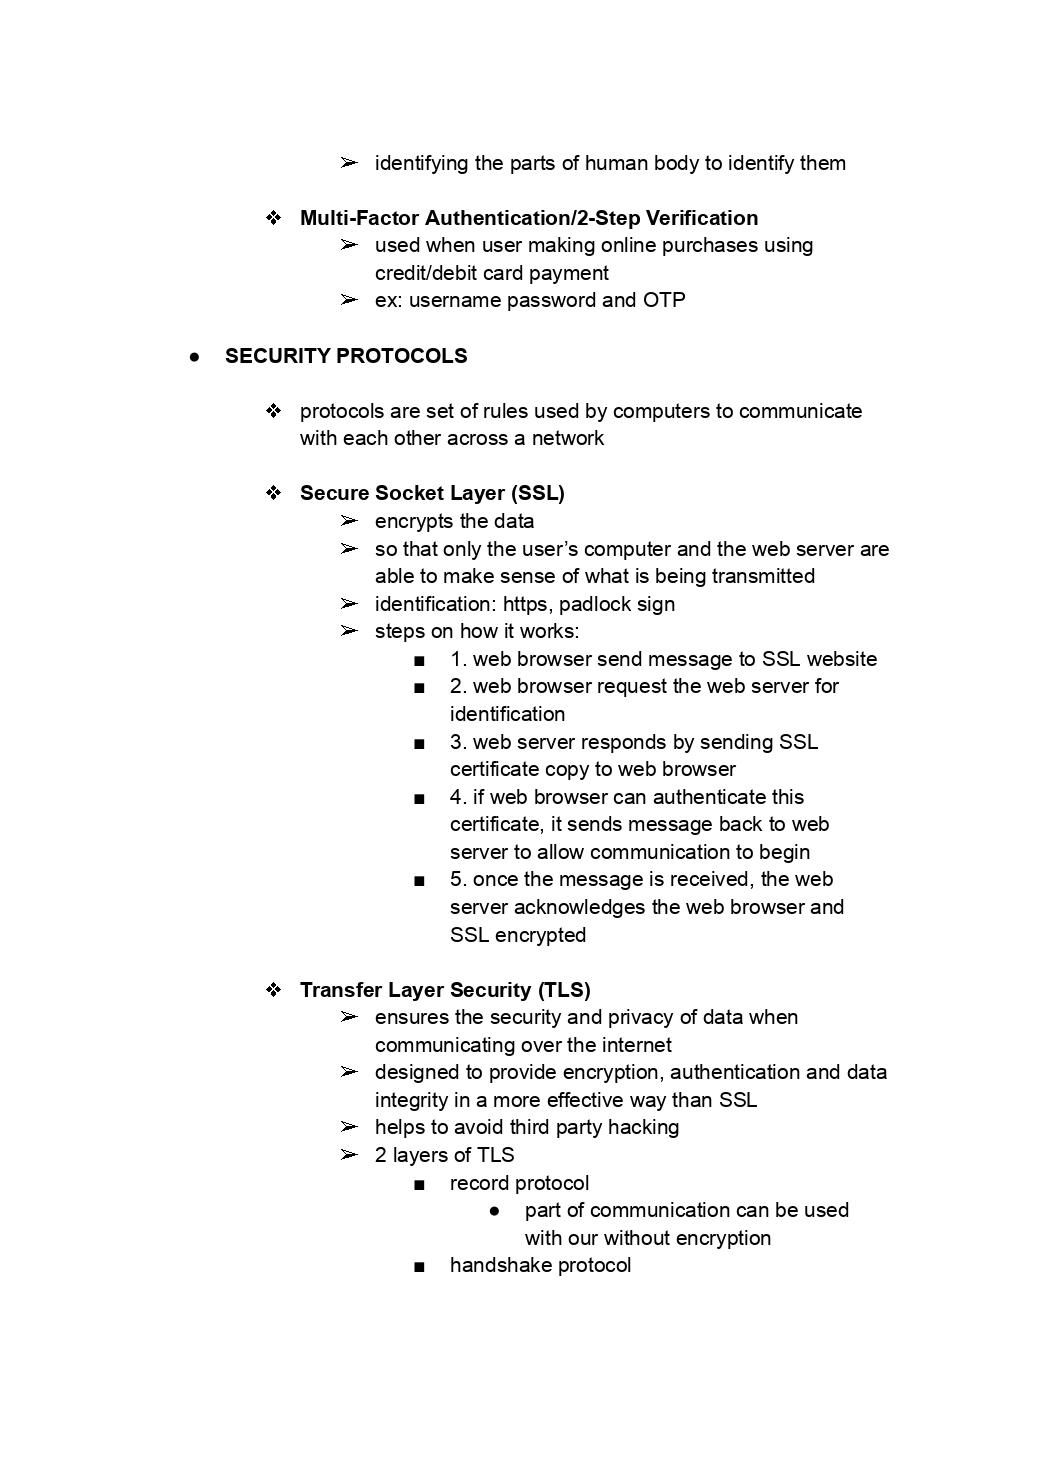 ➢ identifying the parts of human body to identify them
❖ Multi-Factor Authentication/2-Step Verification
➢ used when user making online purchases using
credit/debit card payment
➢ ex: username password and OTP
● SECURITY PROTOCOLS
❖ protocols are set of rules used by computers to communicate
with each other across a network
❖ Secure Socket Layer (SSL)
➢ encrypts the data
➢ so that only the user’s computer and the web server are
able to make sense of what is being transmitted
➢ identification: https, padlock sign
➢ steps on how it works:
■ 1. web browser send message to SSL website
■ 2. web browser request the web server for
identification
■ 3. web server responds by sending SSL
certificate copy to web browser
■ 4. if web browser can authenticate this
certificate, it sends message back to web
server to allow communication to begin
■ 5. once the message is received, the web
server acknowledges the web browser and
SSL encrypted
❖ Transfer Layer Security (TLS)
➢ ensures the security and privacy of data when
communicating over the internet
➢ designed to provide encryption, authentication and data
integrity in a more effective way than SSL
➢ helps to avoid third party hacking
➢ 2 layers of TLS
■ record protocol
● part of communication can be used
with our without encryption
■ handshake protocol